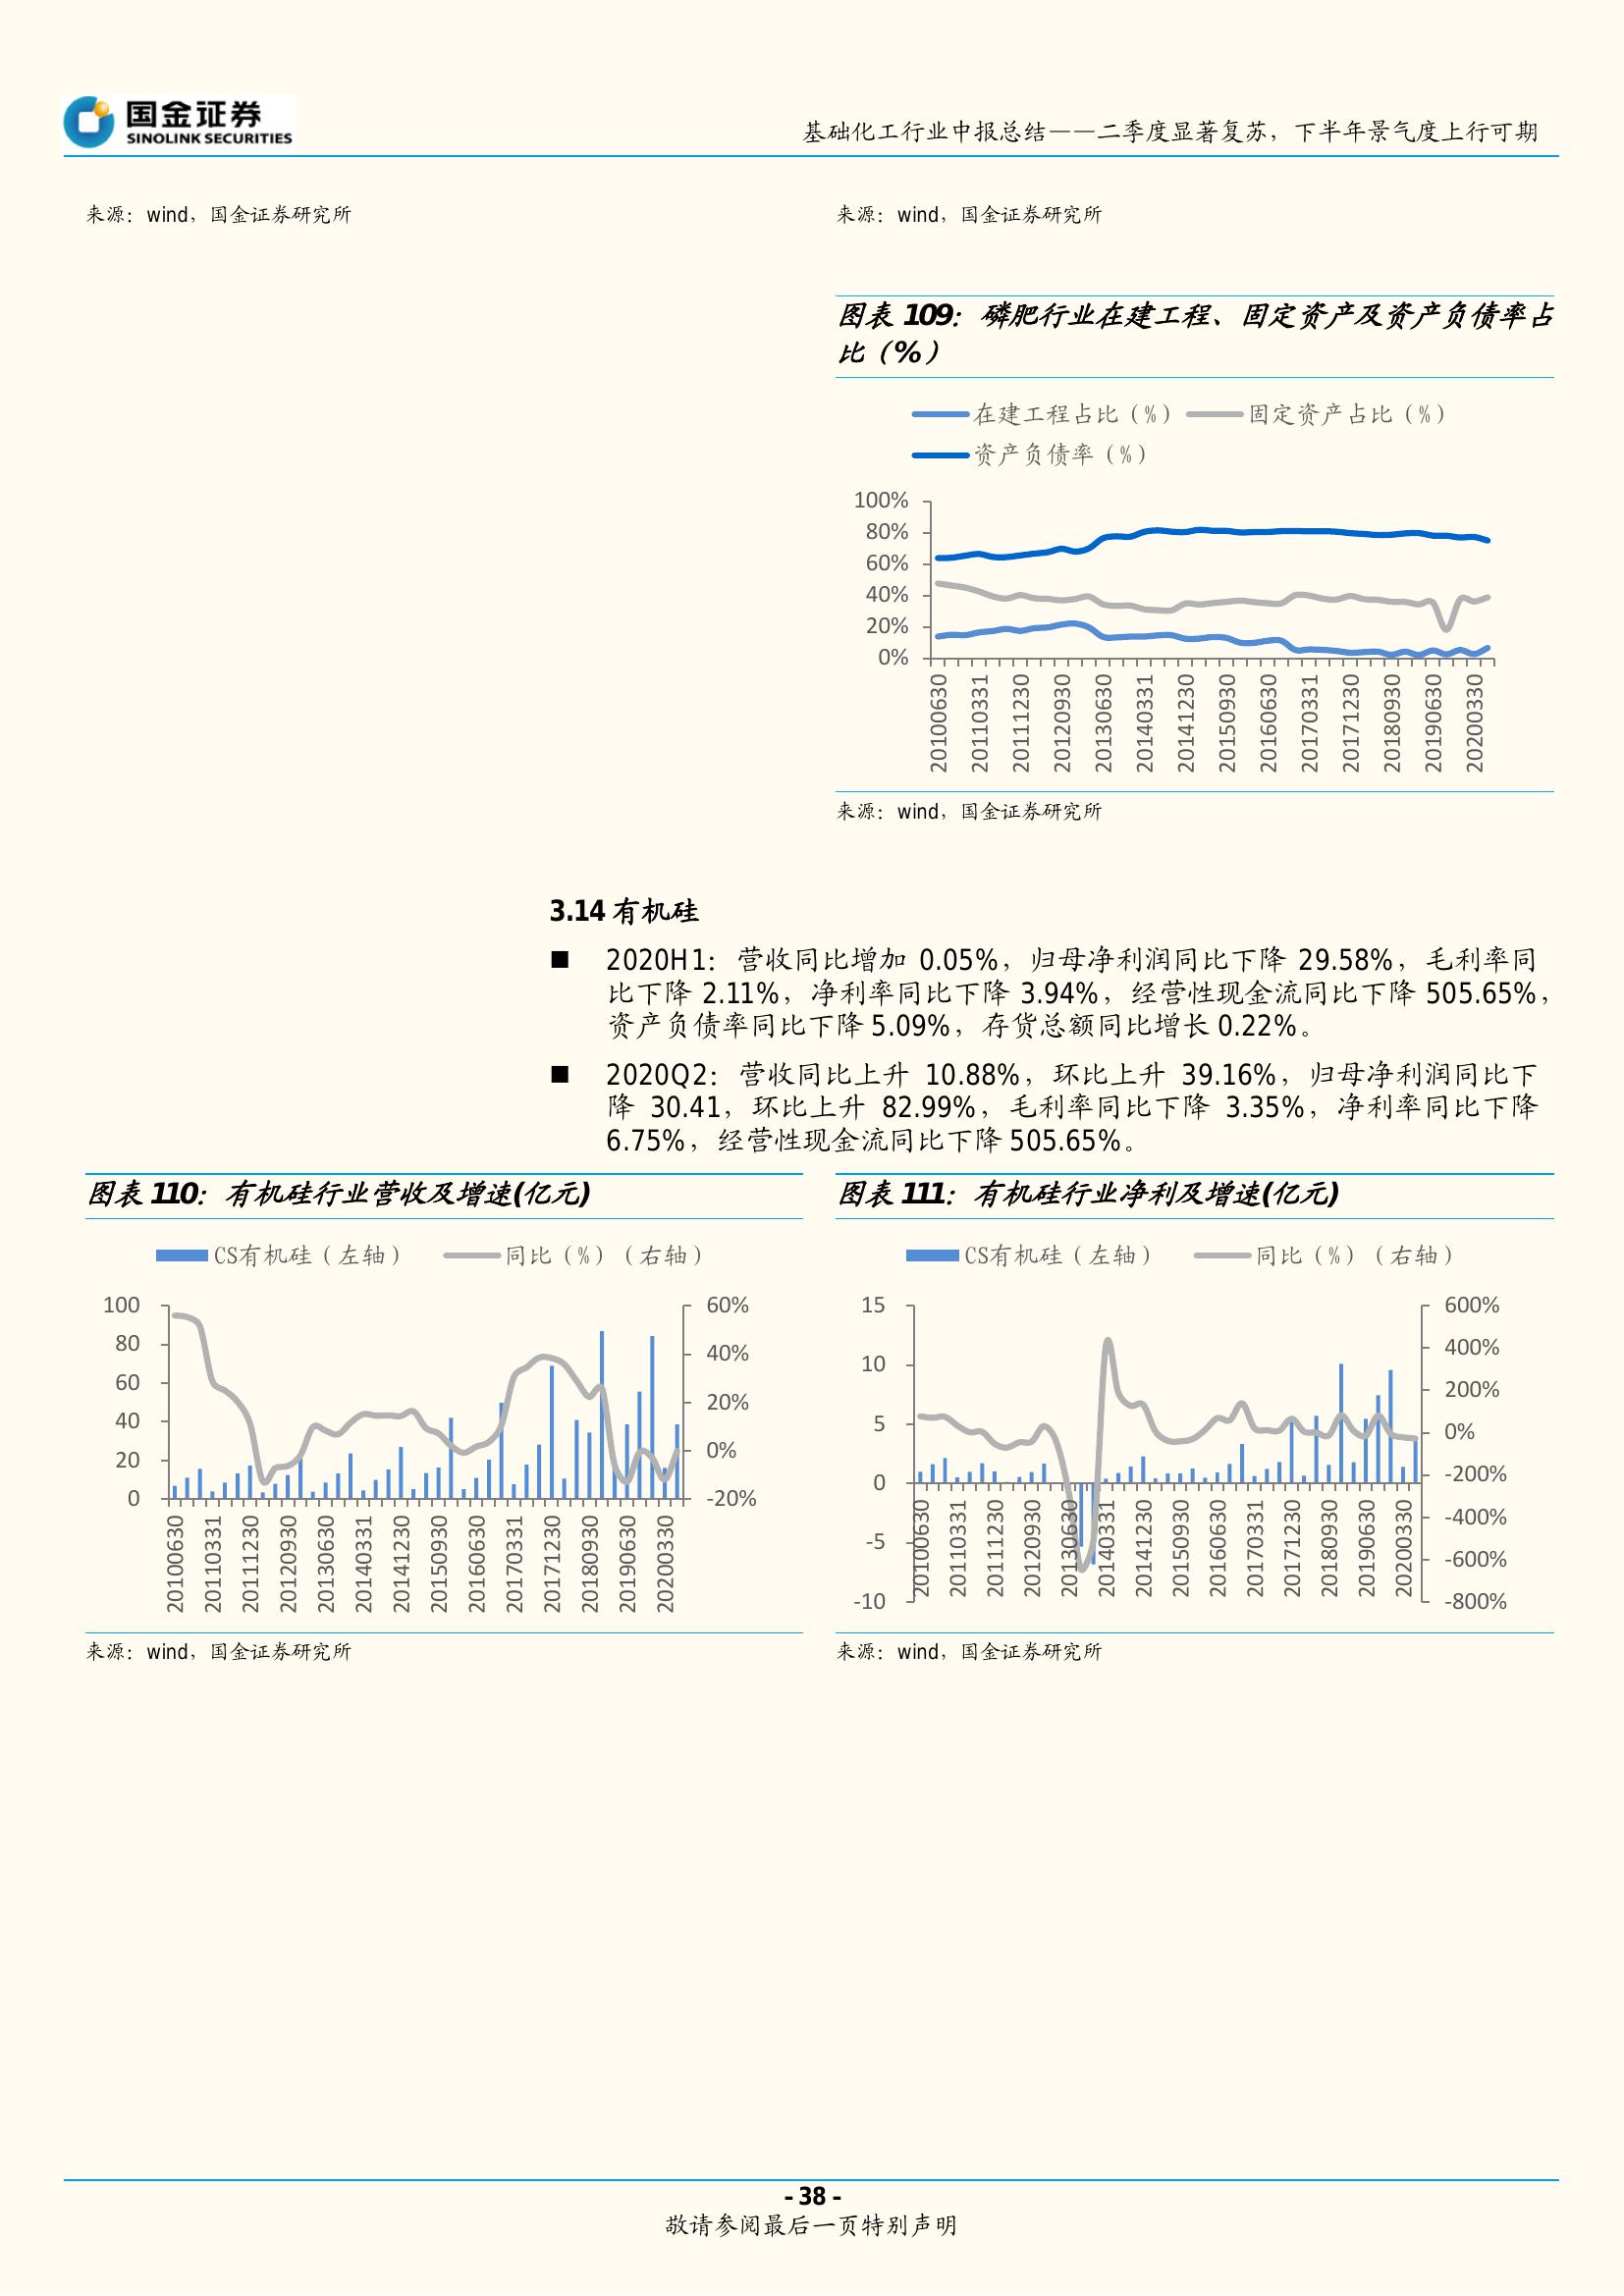 国金证券
SINOLINK SECURITIES
基础化工行业中报总结——二季度显著复苏，下半年景气度上行可期
来源：wind，国金证券研究所
来源：wind，国金证券研究所
图表 109：磷肥行业在建工程、固定资产及资产负债率占
比（%）
在建工程占比（%）
固定资产占比（%）
资产负债率（%）
100%
80%
60%
40%
20%
0%
20100630
20110331
20111230
20120930
20130630
20140331
20141230
20150930
20160630
20170331
20171230
20180930
20190630
20200330
来源：wind，国金证券研究所
3.14 有机硅
■ 2020H1：营收同比增加 0.05%，归母净利润同比下降 29.58%，毛利率同
比下降 2.11%，净利率同比下降 3.94%，经营性现金流同比下降 505.65%，
资产负债率同比下降 5.09%，存货总额同比增长 0.22%。
■ 2020Q2：营收同比上升 10.88%，环比上升 39.16%，归母净利润同比下
降 30.41，环比上升 82.99%，毛利率同比下降 3.35%，净利率同比下降
6.75%，经营性现金流同比下降 505.65%。
图表 110：有机硅行业营收及增速(亿元)
CS有机硅（左轴）
同比（%）（右轴）
100
80
60
40
20
0
60%
40%
20%
0%
-20%
20100630
20110331
20111230
20120930
20130630
20140331
20141230
20150930
20160630
20170331
20171230
20180930
20190630
20200330
来源：wind，国金证券研究所
图表 111：有机硅行业净利及增速(亿元)
CS有机硅（左轴）
同比（%）（右轴）
15
10
5
0
-5
-10
600%
400%
200%
0%
-200%
-400%
-600%
-800%
20100630
20110331
20111230
20120930
20130630
20140331
20141230
20150930
20160630
20170331
20171230
20180930
20190630
20200330
来源：wind，国金证券研究所
- 38 -
敬请参阅最后一页特别声明